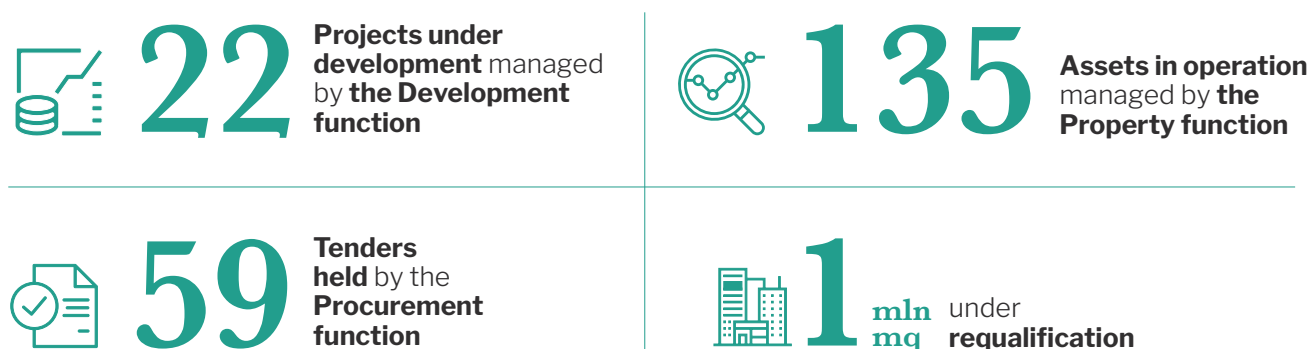 22
Projects under
development managed
by the Development
function
135
Assets in operation
managed by the
Property function
59
Tenders
held by the
Procurement
function
1
mln
mq
under
requalification